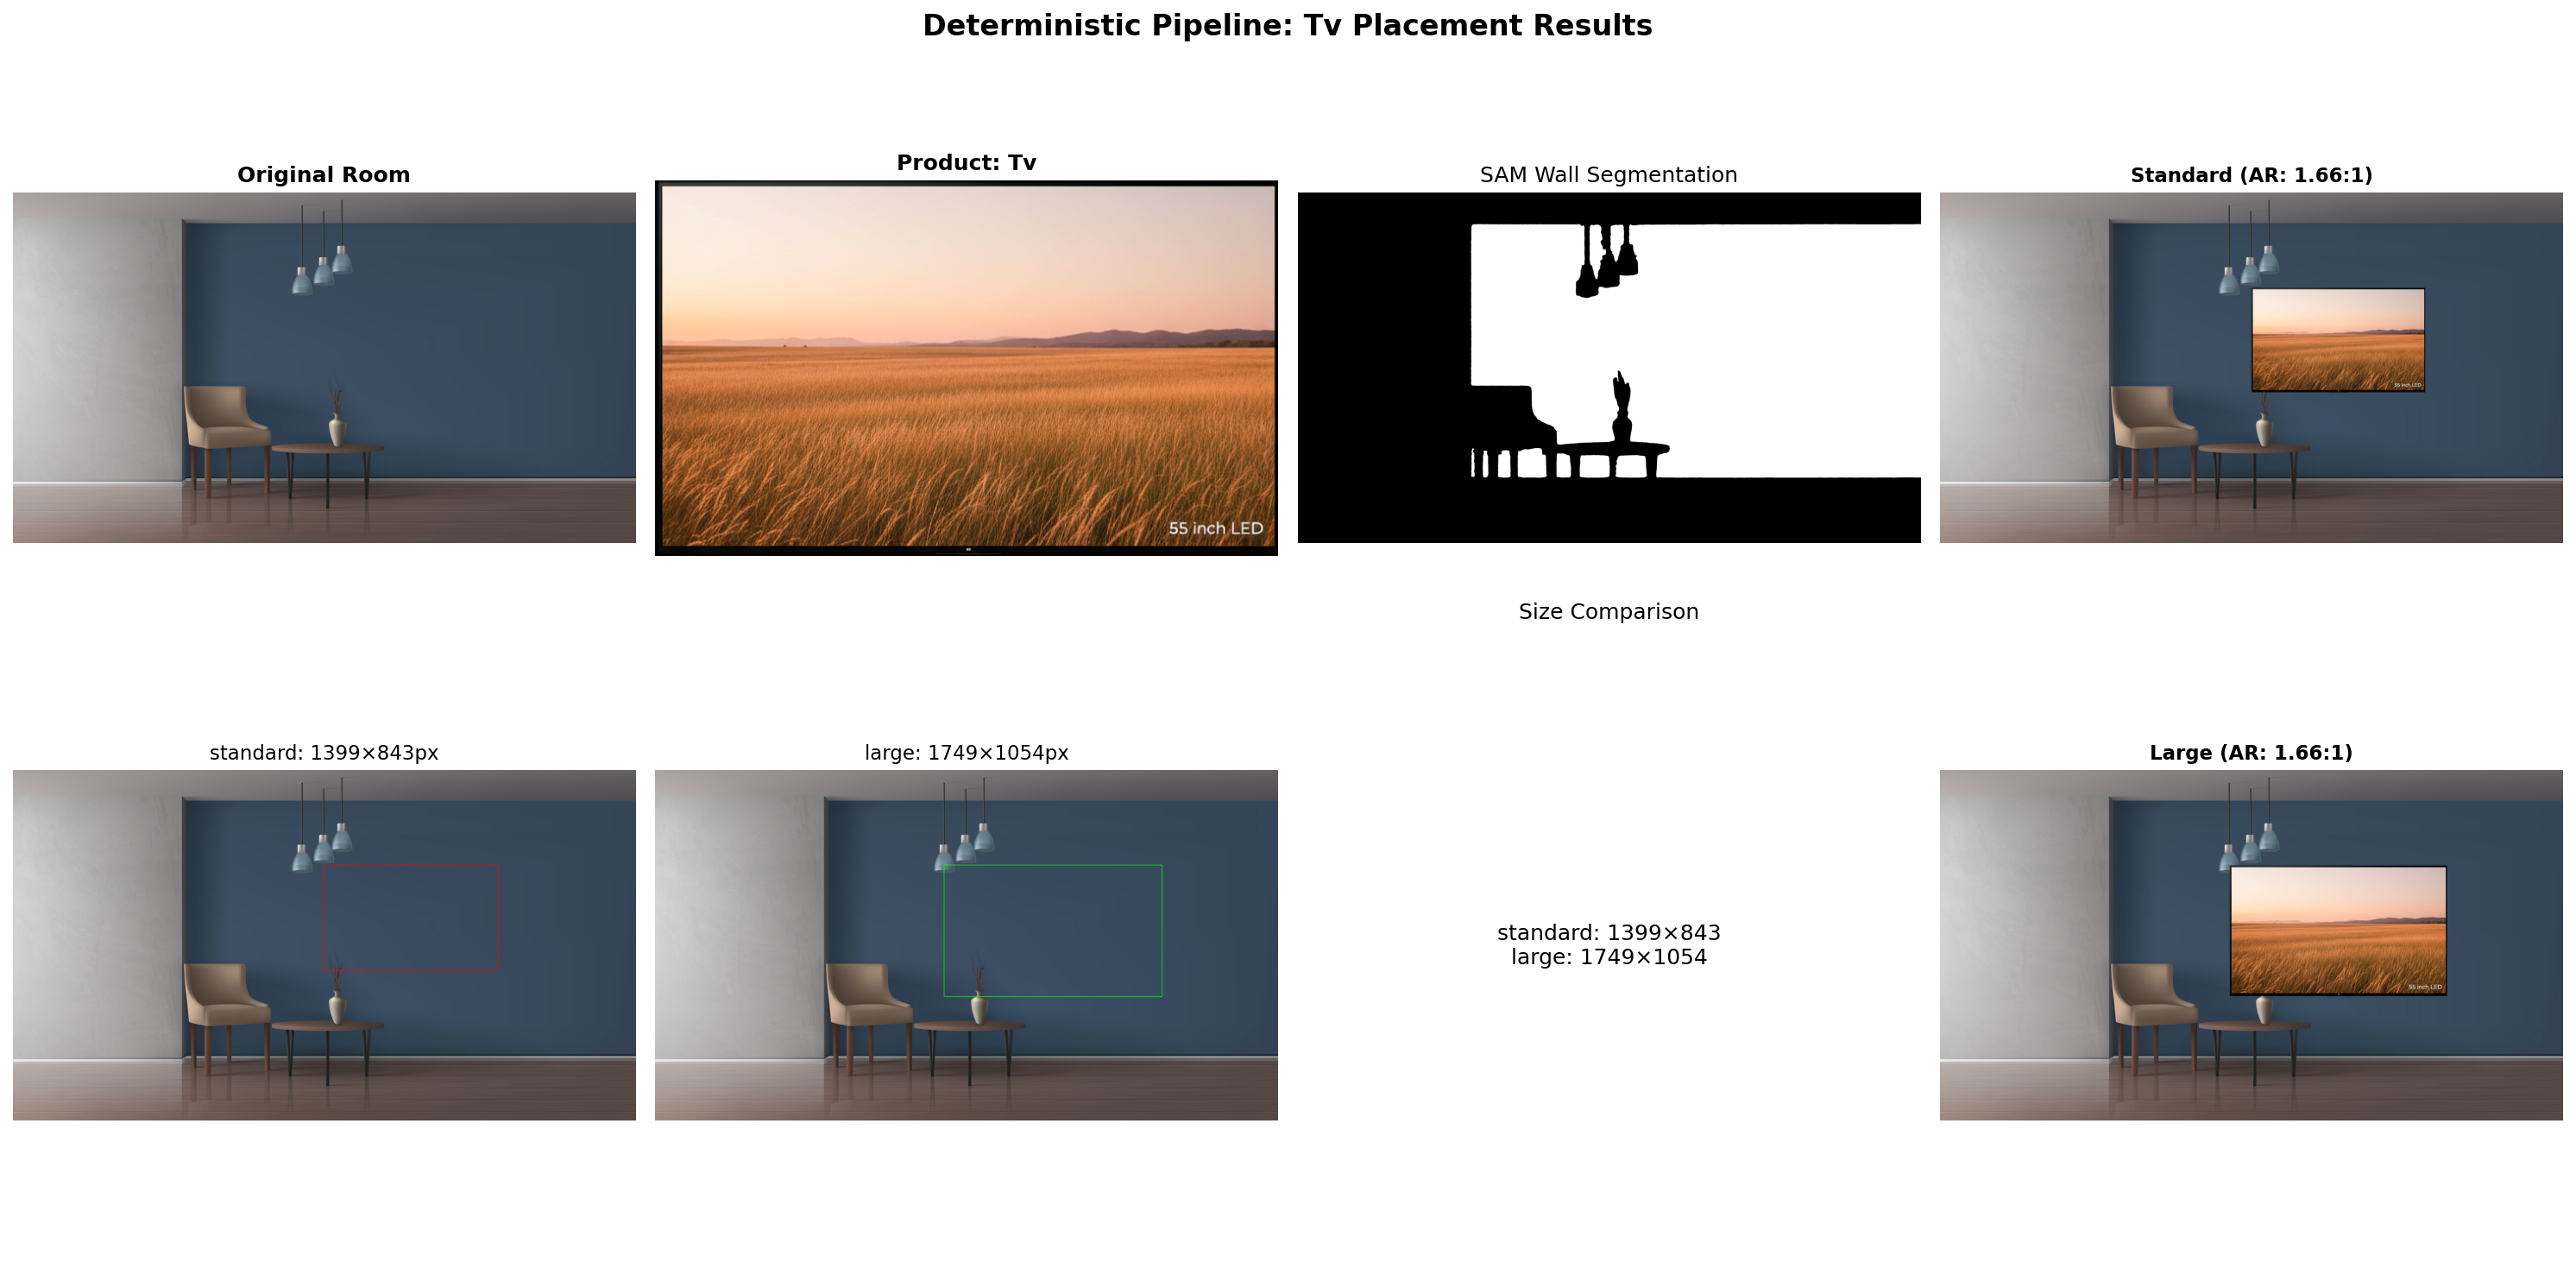 Deterministic Pipeline: Tv Placement Results
Original Room
Product: Tv
SAM Wall Segmentation
Standard (AR: 1.66:1)
55 inch LED
55 inch LED
Size Comparison
standard: 1399×843px
large: 1749×1054px
Large (AR: 1.66:1)
standard: 1399×843
large: 1749×1054
55 inch LED